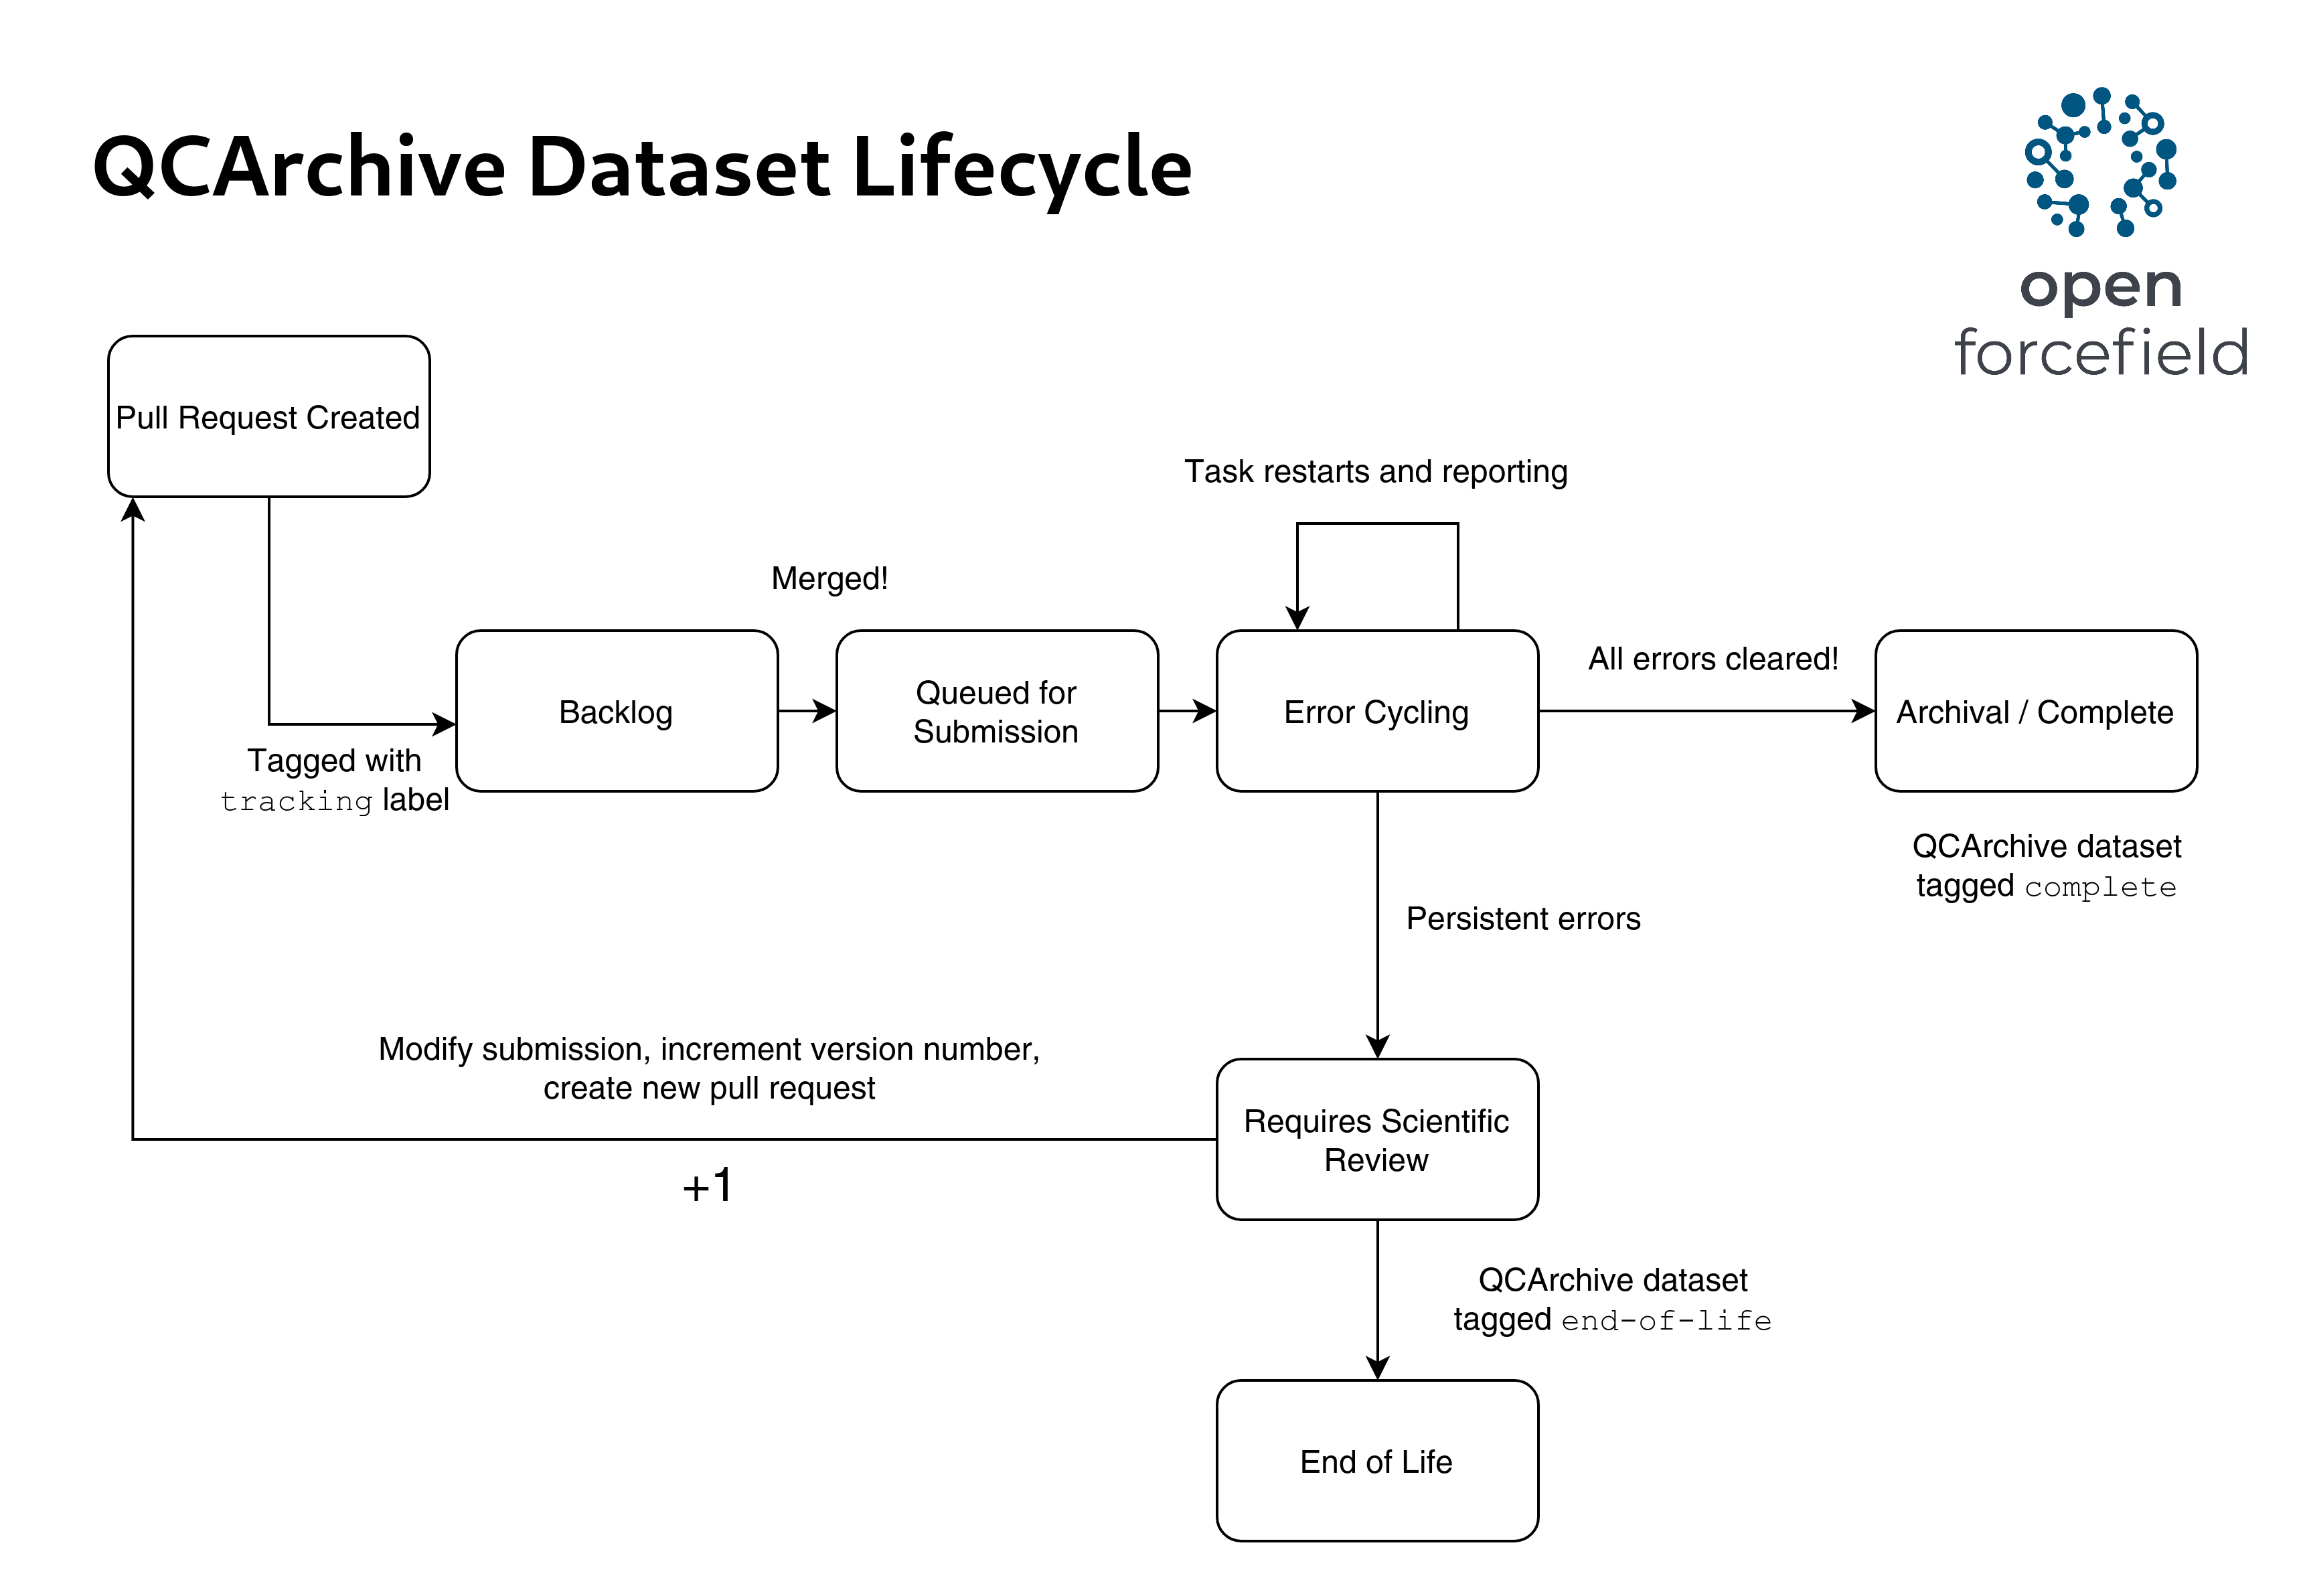 QCArchive Dataset Lifecycle
open
forcefield
Pull Request Created
Task restarts and reporting
Merged!
All errors cleared!
Backlog
Queued for
Submission
Error Cycling
Archival / Complete
Tagged with
tracking label
QCArchive dataset
tagged complete
Persistent errors
Modify submission, increment version number,
create new pull request
+1
Requires Scientific
Review
QCArchive dataset
tagged end-of-life
End of Life